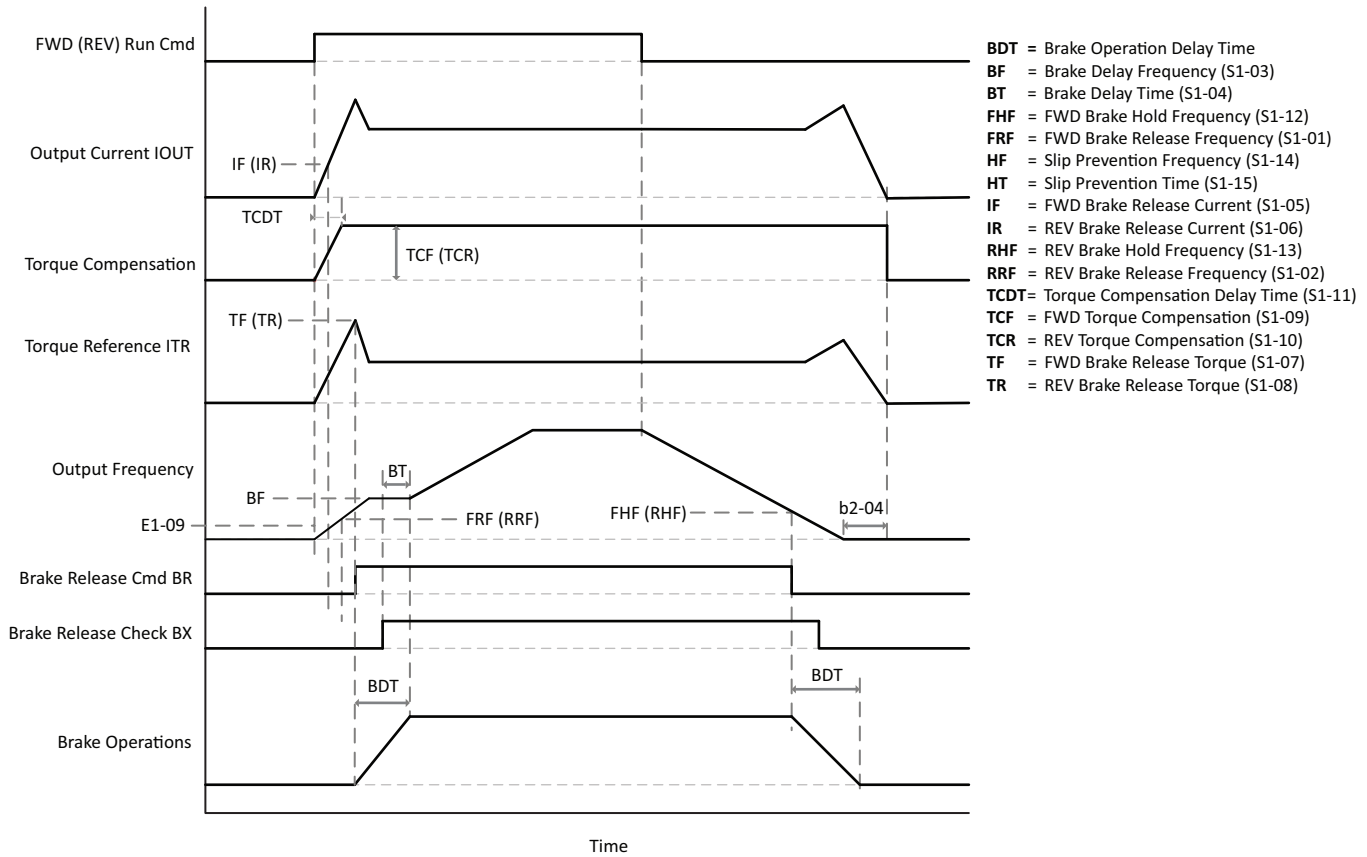 FWD (REV) Run Cmd
Output Current IOUT
IF (IR)
TCDT
Torque Compensation
TCF (TCR)
TF (TR)
Torque Reference ITR
Output Frequency
BT
BF
E1-09
FRF (RRF)
FHF (RHF)
b2-04
Brake Release Cmd BR
Brake Release Check BX
BDT
BDT
Brake Operations
Time
BDT = Brake Operation Delay Time
BF = Brake Delay Frequency (S1-03)
BT = Brake Delay Time (S1-04)
FHF = FWD Brake Hold Frequency (S1-12)
FRF = FWD Brake Release Frequency (S1-01)
HF = Slip Prevention Frequency (S1-14)
HT = Slip Prevention Time (S1-15)
IF = FWD Brake Release Current (S1-05)
IR = REV Brake Release Current (S1-06)
RHF = REV Brake Hold Frequency (S1-13)
RRF = REV Brake Release Frequency (S1-02)
TCDT= Torque Compensation Delay Time (S1-11)
TCF = FWD Torque Compensation (S1-09)
TCR = REV Torque Compensation (S1-10)
TF = FWD Brake Release Torque (S1-07)
TR = REV Brake Release Torque (S1-08)